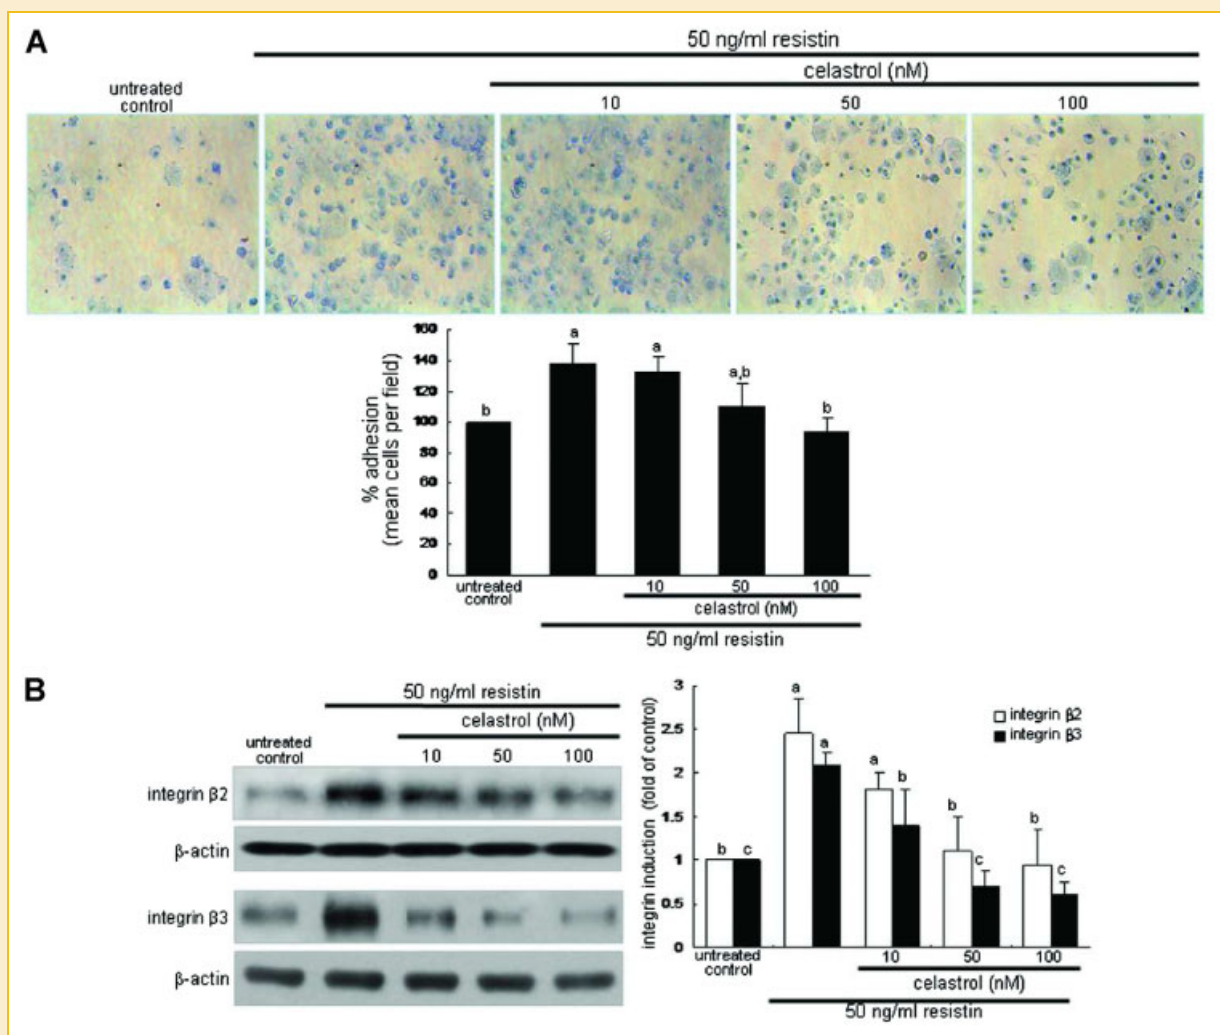 A
50 ng/ml resistin
celastrol (nM)
untreated
control
10 50 100
160
140
120
100
80
60
40
20
0
% adhesion
(mean cells per field)
b a a a,b b
untreated
control
10 50 100
celastrol (nM)
50 ng/ml resistin
B
50 ng/ml resistin
celastrol (nM)
untreated
control
10 50 100
integrin β2
β-actin
integrin β3
β-actin
3
2.5
2
1.5
1
0.5
0
integrin induction (fold of control)
integrin β2
integrin β3
b c a a a b b c b c
untreated
control
10 50 100
celastrol (nM)
50 ng/ml resistin